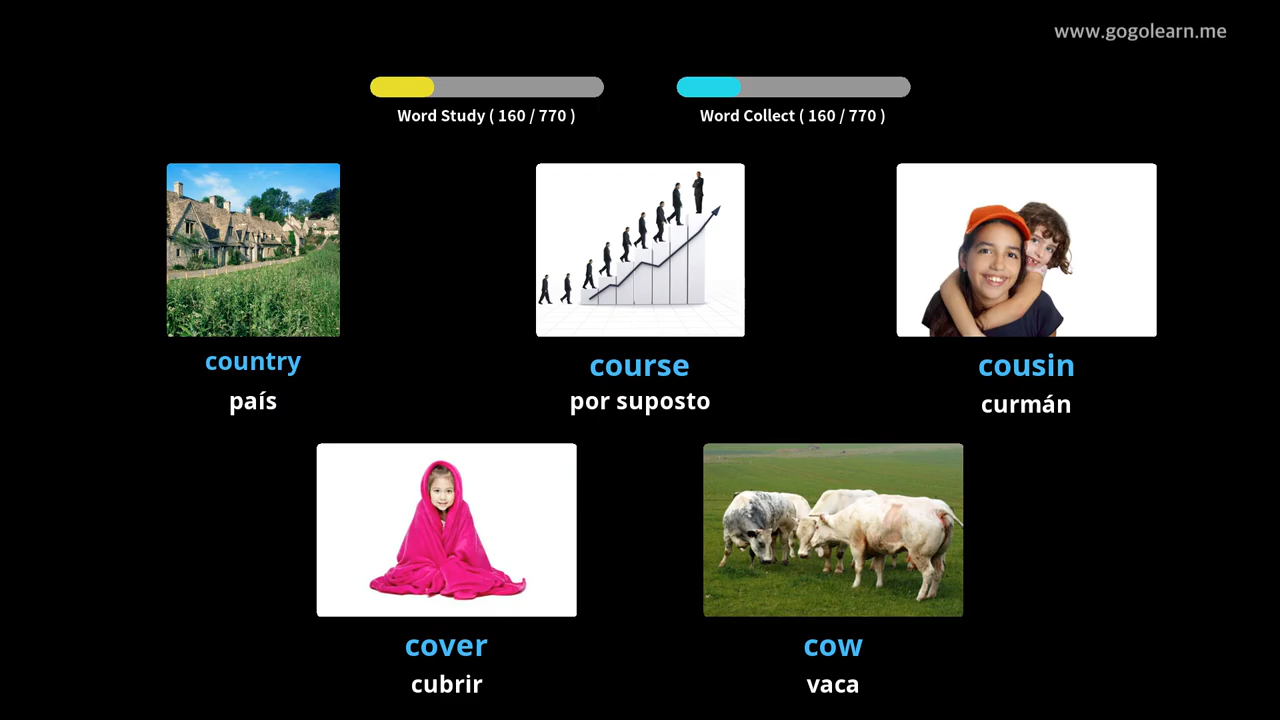 www.gogolearn.me
Word Study ( 160 / 770 )
Word Collect ( 160 / 770 )
country
país
course
por suposto
cousin
curmán
cover
cubrir
cow
vaca